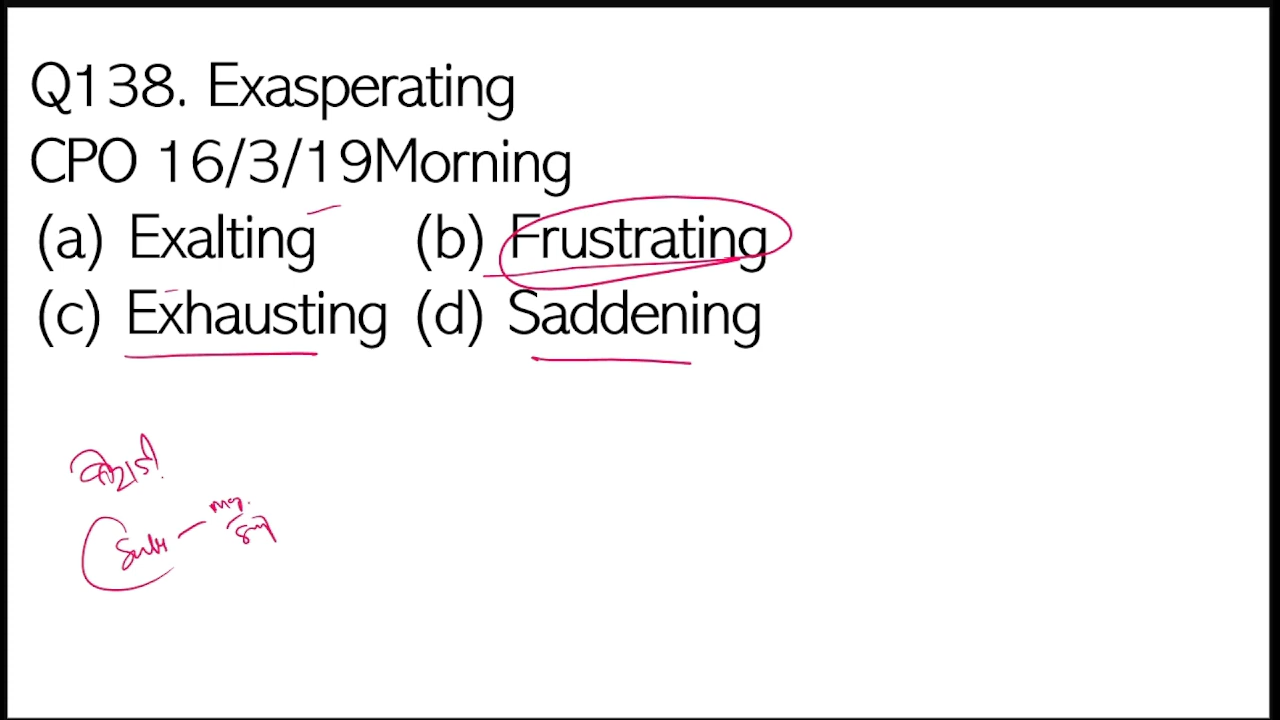 Q138. Exasperating
CPO 16/3/19Morning
(a) Exalting (b) Frustrating
(c) Exhausting (d) Saddening